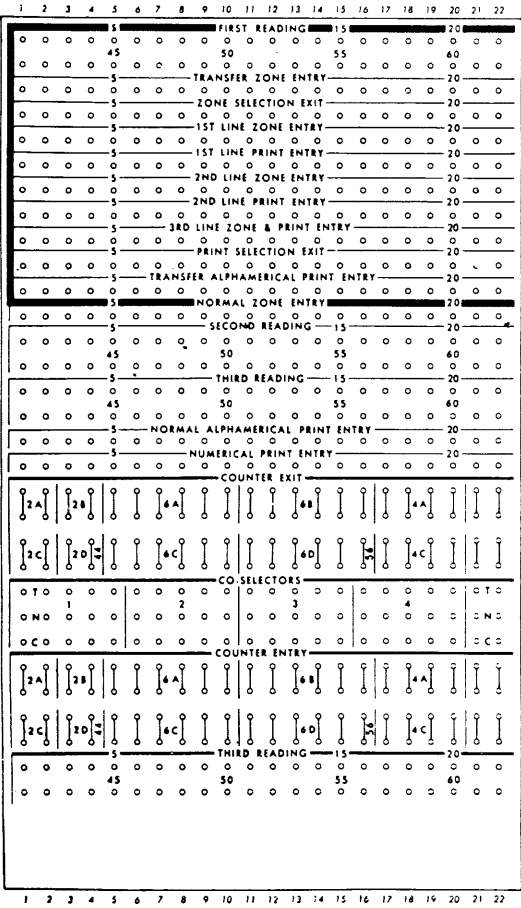 1 2 3 4 5 6 7 8 9 10 11 12 13 14 15 16 17 18 19 20 21 22
5 FIRST READING 15 20
45 50 55 60
5 TRANSFER ZONE ENTRY 20
5 ZONE SELECTION EXIT 20
5 1ST LINE ZONE ENTRY 20
5 1ST LINE PRINT ENTRY 20
5 2ND LINE ZONE ENTRY 20
5 2ND LINE PRINT ENTRY 20
5 3RD LINE ZONE & PRINT ENTRY 20
5 PRINT SELECTION EXIT 20
5 TRANSFER ALPHAMERICAL PRINT ENTRY 20
5 NORMAL ZONE ENTRY 20
5 SECOND READING 15 20
45 50 55 60
5 THIRD READING 15 20
45 50 55 60
5 NORMAL ALPHAMERICAL PRINT ENTRY 20
5 NUMERICAL PRINT ENTRY 20
COUNTER EXIT
2A 2B 6A 6B 4A
2C 2D 44 6C 6D 56 4C
CO-SELECTORS
T T
1 2 3 4
N N
C C
COUNTER ENTRY
2A 2B 6A 6B 4A
2C 2D 44 6C 6D 56 4C
5 THIRD READING 15 20
45 50 55 60
1 2 3 4 5 6 7 8 9 10 11 12 13 14 15 16 17 18 19 20 21 22